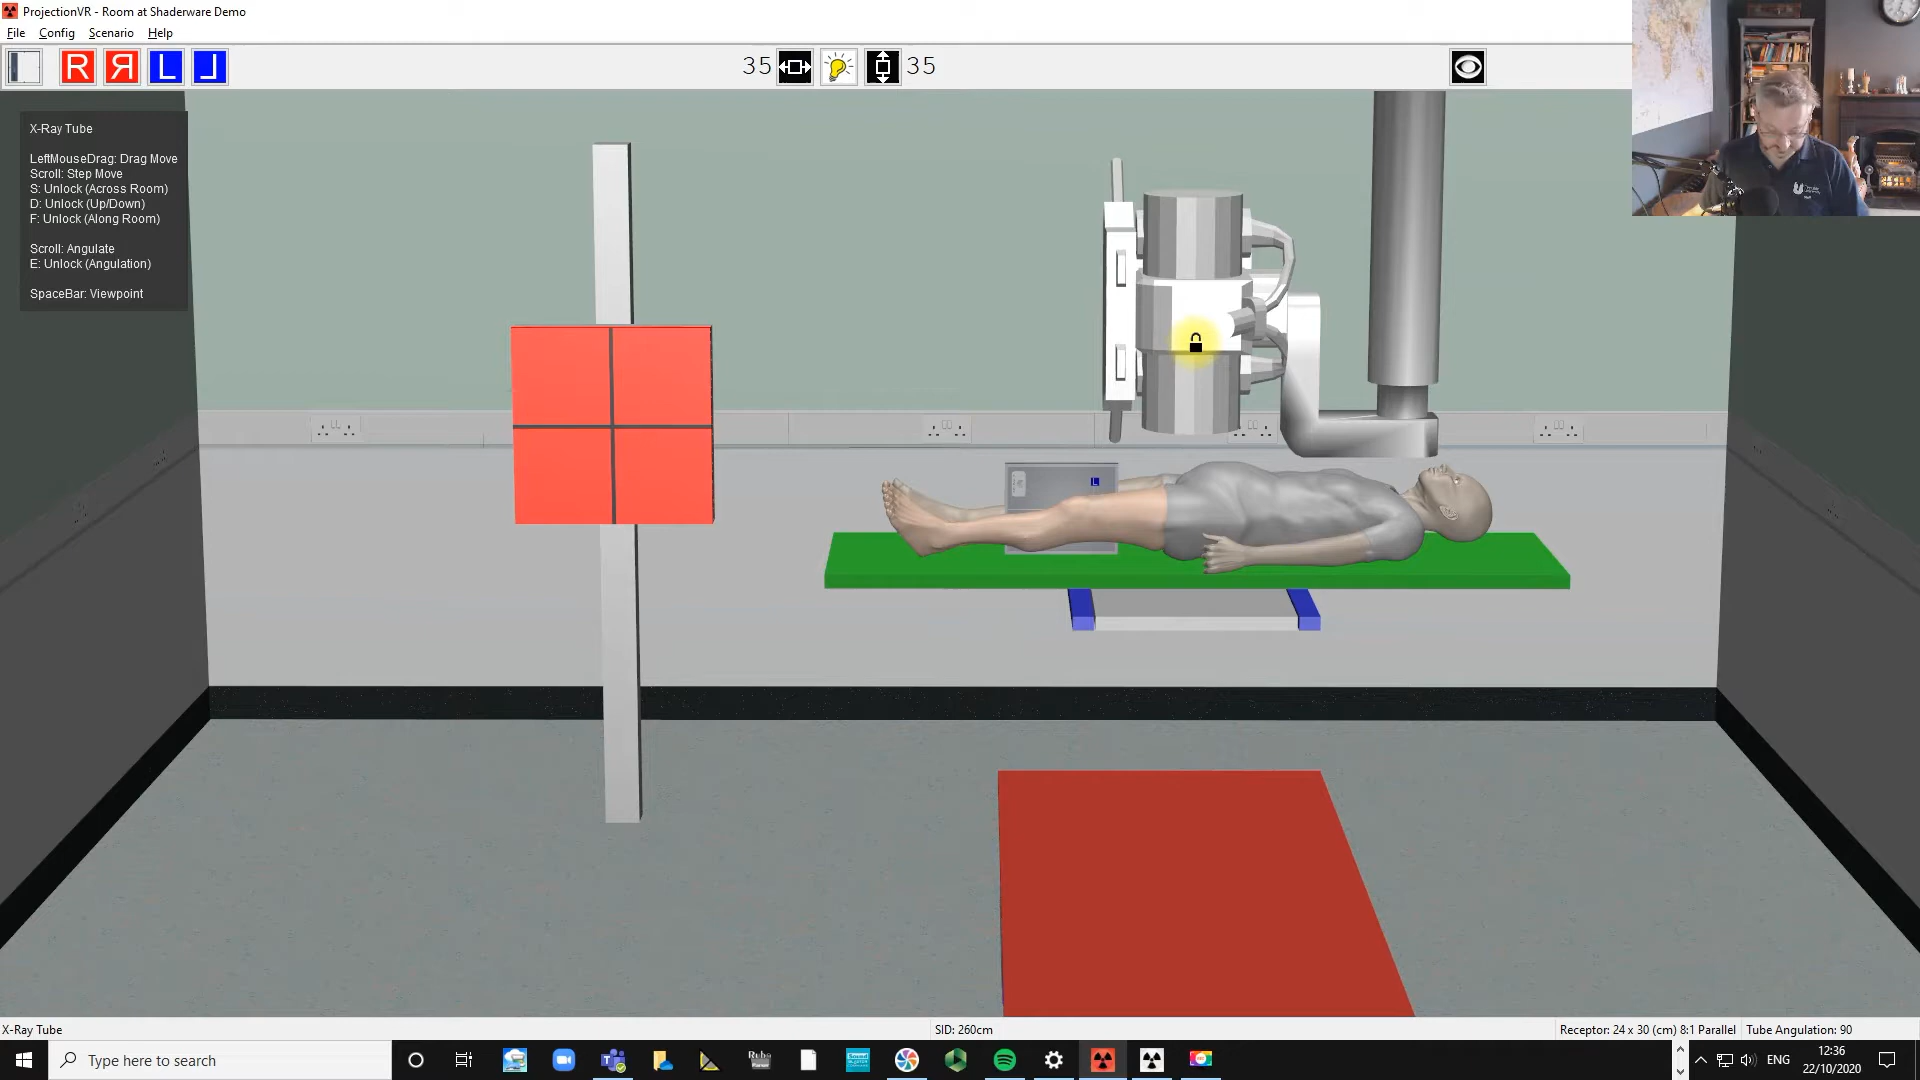 ProjectionVR - Room at Shaderware Demo
File Config Scenario Help
R R L L 35 35
X-Ray Tube
LeftMouseDrag: Drag Move
Scroll: Step Move
S: Unlock (Across Room)
D: Unlock (Up/Down)
F: Unlock (Along Room)
Scroll: Angulate
E: Unlock (Angulation)
SpaceBar: Viewpoint
L
X-Ray Tube SID: 260cm Receptor: 24 x 30 (cm) 8:1 Parallel Tube Angulation: 90
Type here to search
ENG
12:36
22/10/2020